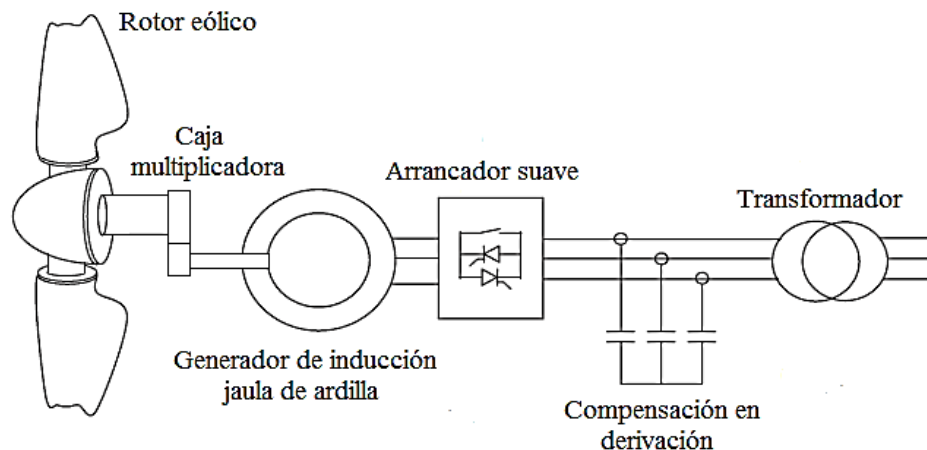 Rotor eólico
Caja
multiplicadora
Arrancador suave
Transformador
Generador de inducción
jaula de ardilla
Compensación en
derivación